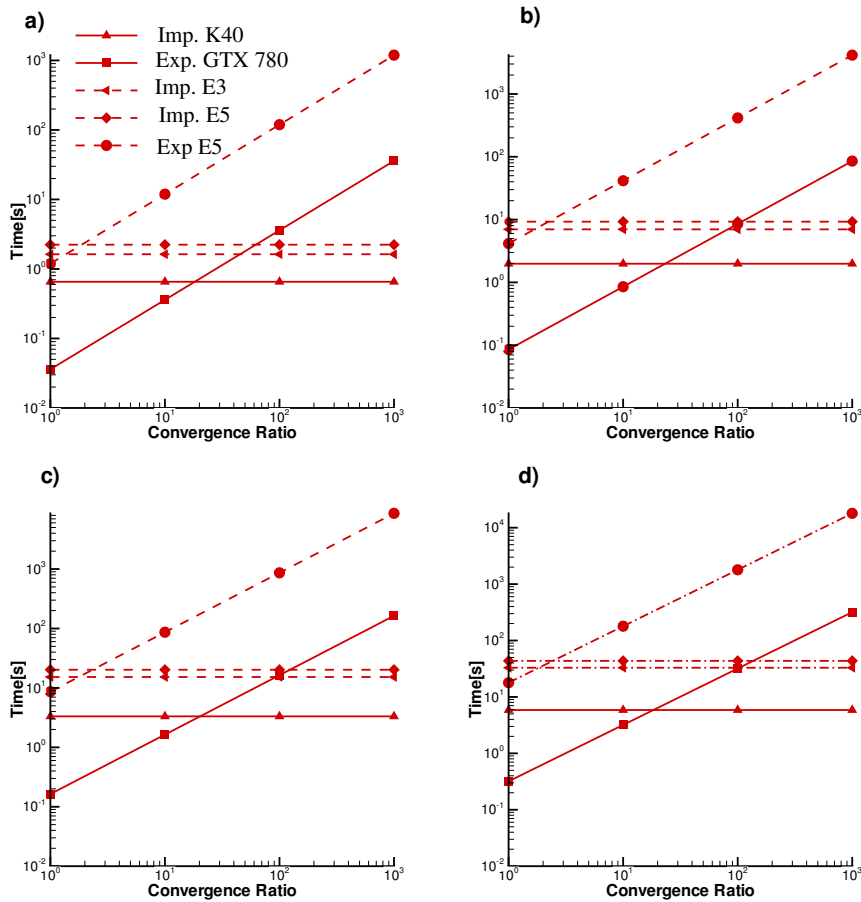 a)
Imp. K40
Exp. GTX 780
Imp. E3
Imp. E5
Exp E5
Time[s]
10³
10²
10¹
10⁰
10⁻¹
10⁻²
10⁰ 10¹ 10² 10³
Convergence Ratio
b)
Time[s]
10³
10²
10¹
10⁰
10⁻¹
10⁻²
10⁰ 10¹ 10² 10³
Convergence Ratio
c)
Time[s]
10³
10²
10¹
10⁰
10⁻¹
10⁻²
10⁰ 10¹ 10² 10³
Convergence Ratio
d)
Time[s]
10⁴
10³
10²
10¹
10⁰
10⁻¹
10⁻²
10⁰ 10¹ 10² 10³
Convergence Ratio